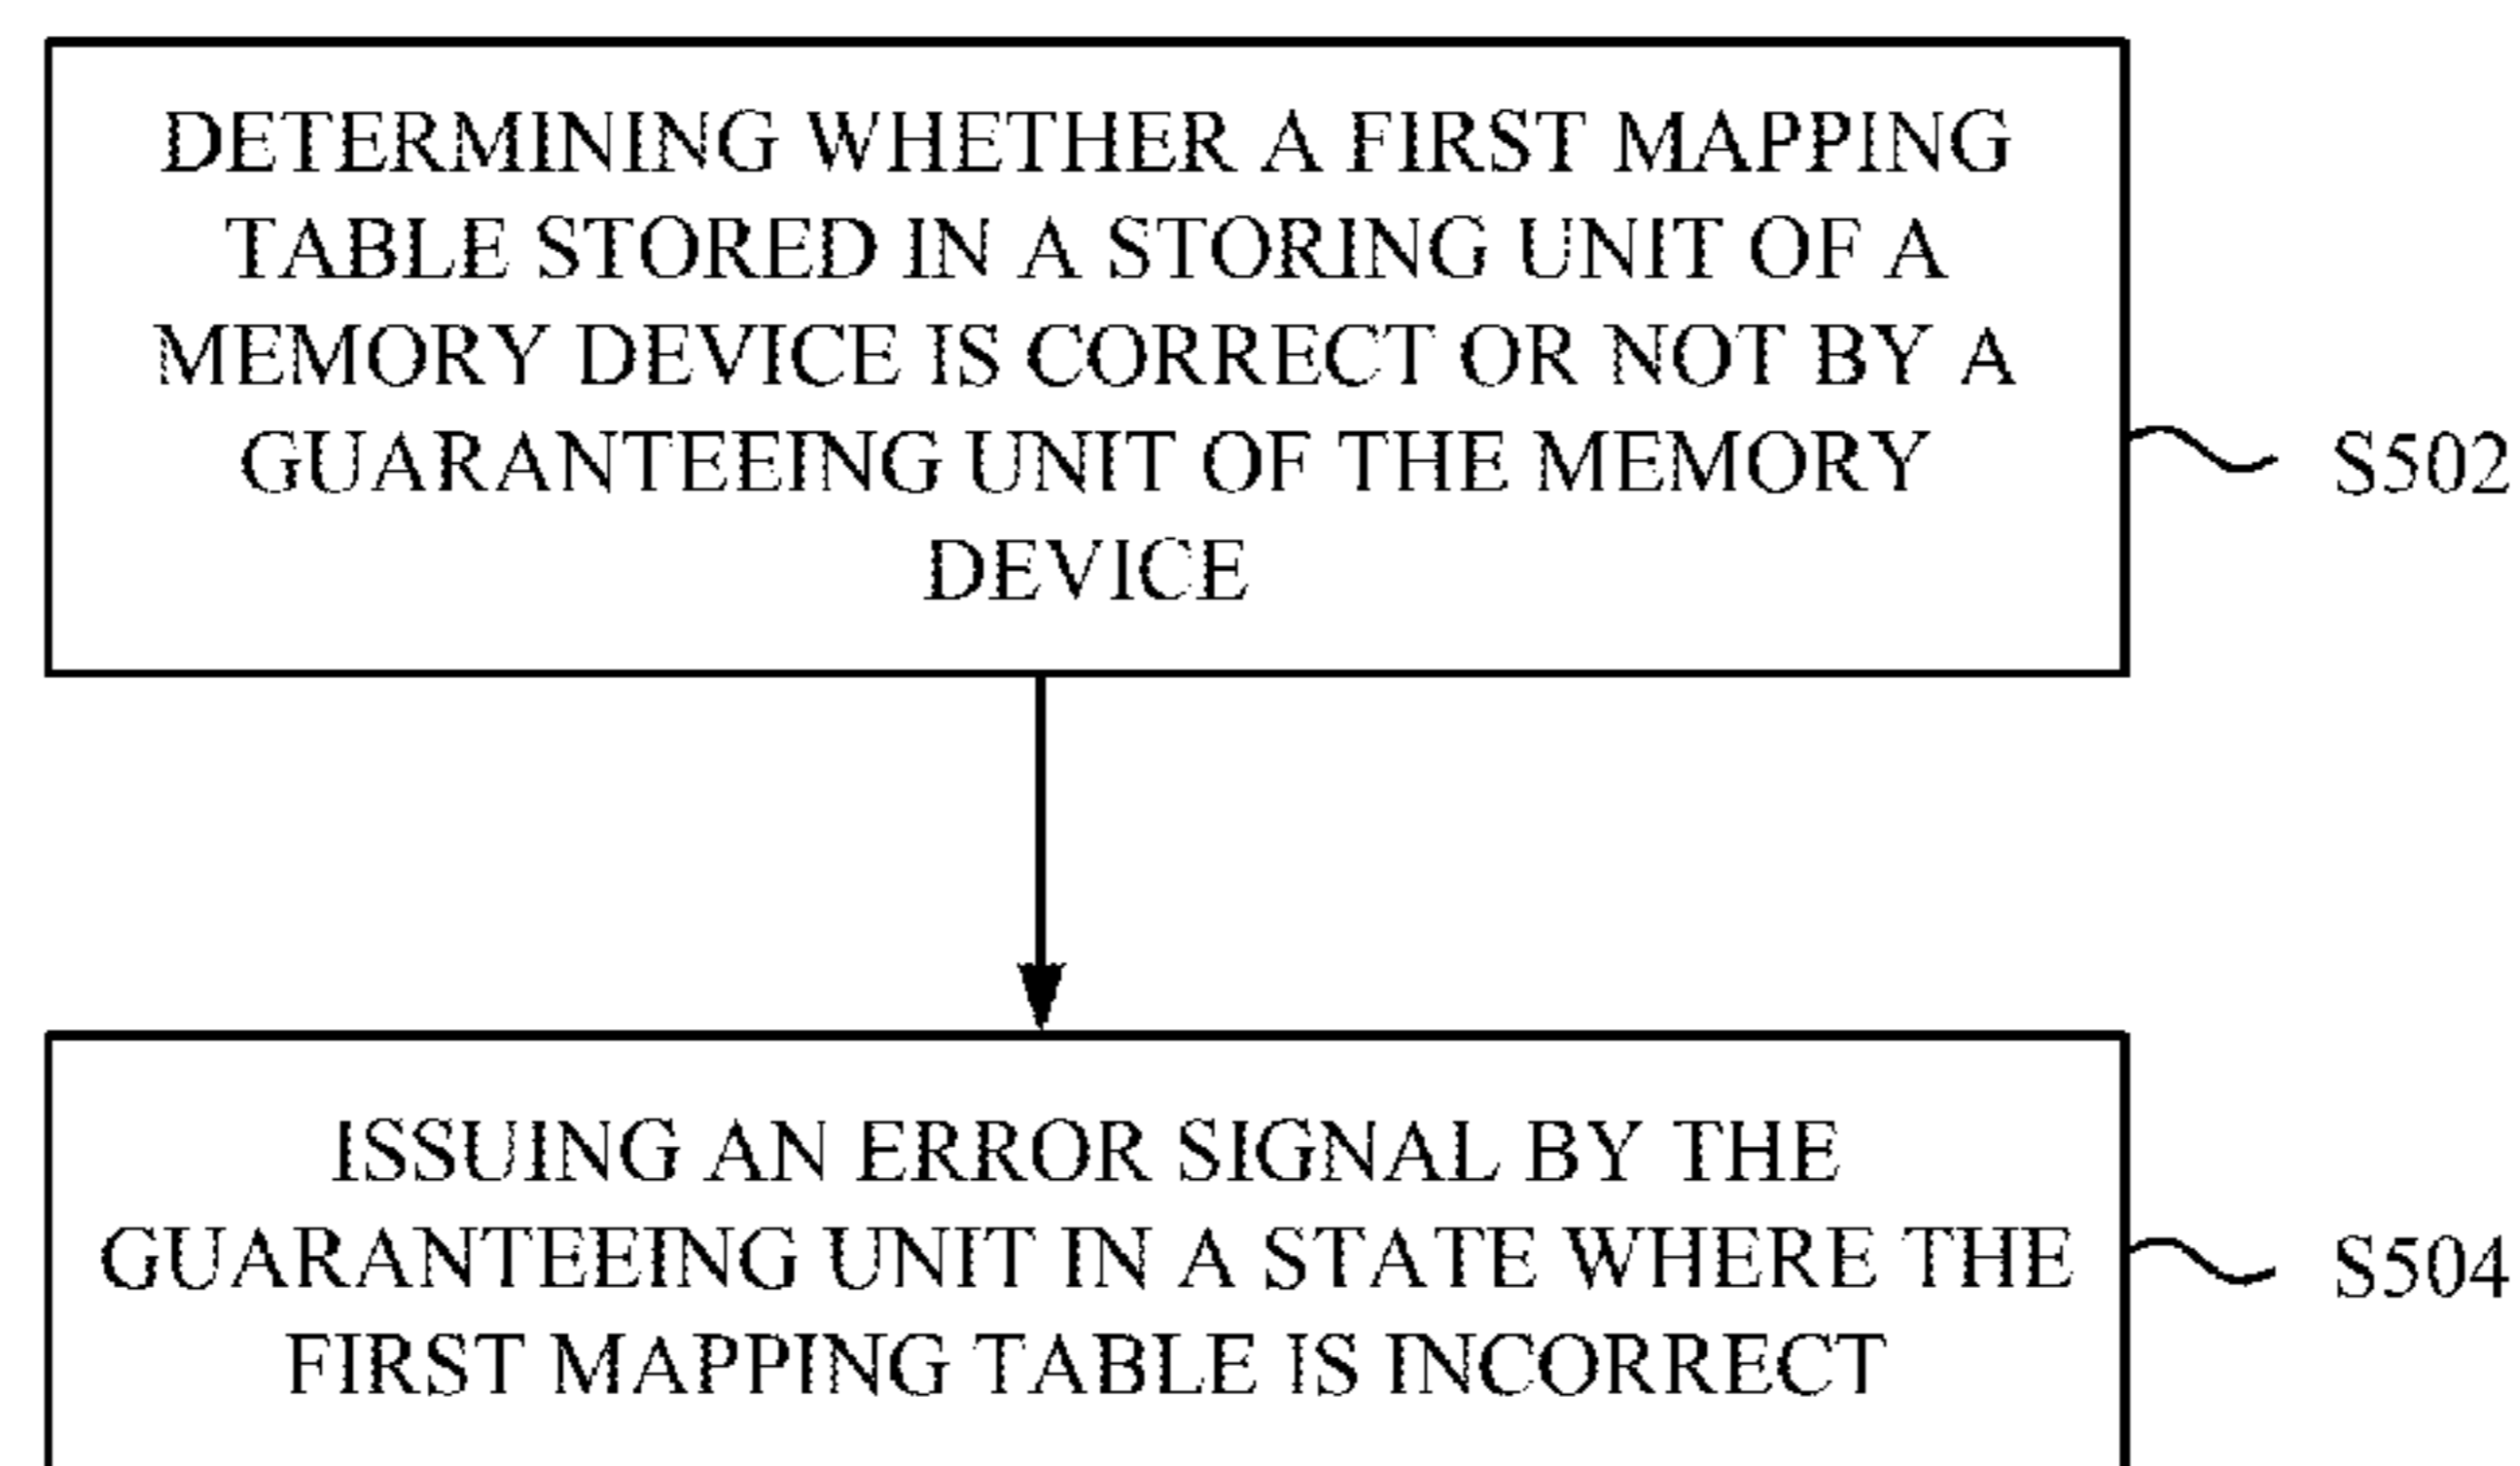 DETERMINING WHETHER A FIRST MAPPING
TABLE STORED IN A STORING UNIT OF A
MEMORY DEVICE IS CORRECT OR NOT BY A
GUARANTEEING UNIT OF THE MEMORY
DEVICE
S502
ISSUING AN ERROR SIGNAL BY THE
GUARANTEEING UNIT IN A STATE WHERE THE
FIRST MAPPING TABLE IS INCORRECT
S504